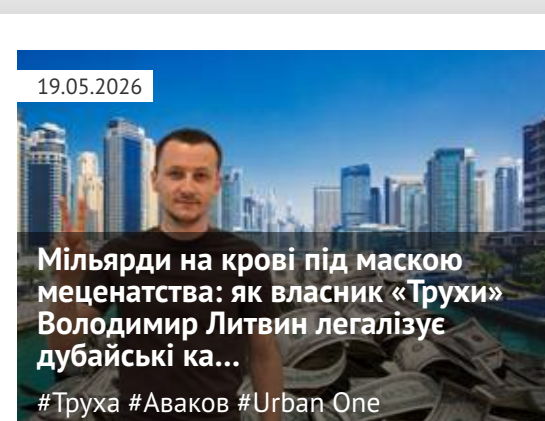 19.05.2026
Мільярди на крові під маскою
меценатства: як власник «Трухи»
Володимир Литвин легалізує
дубайські ка...
#Труха #Аваков #Urban One